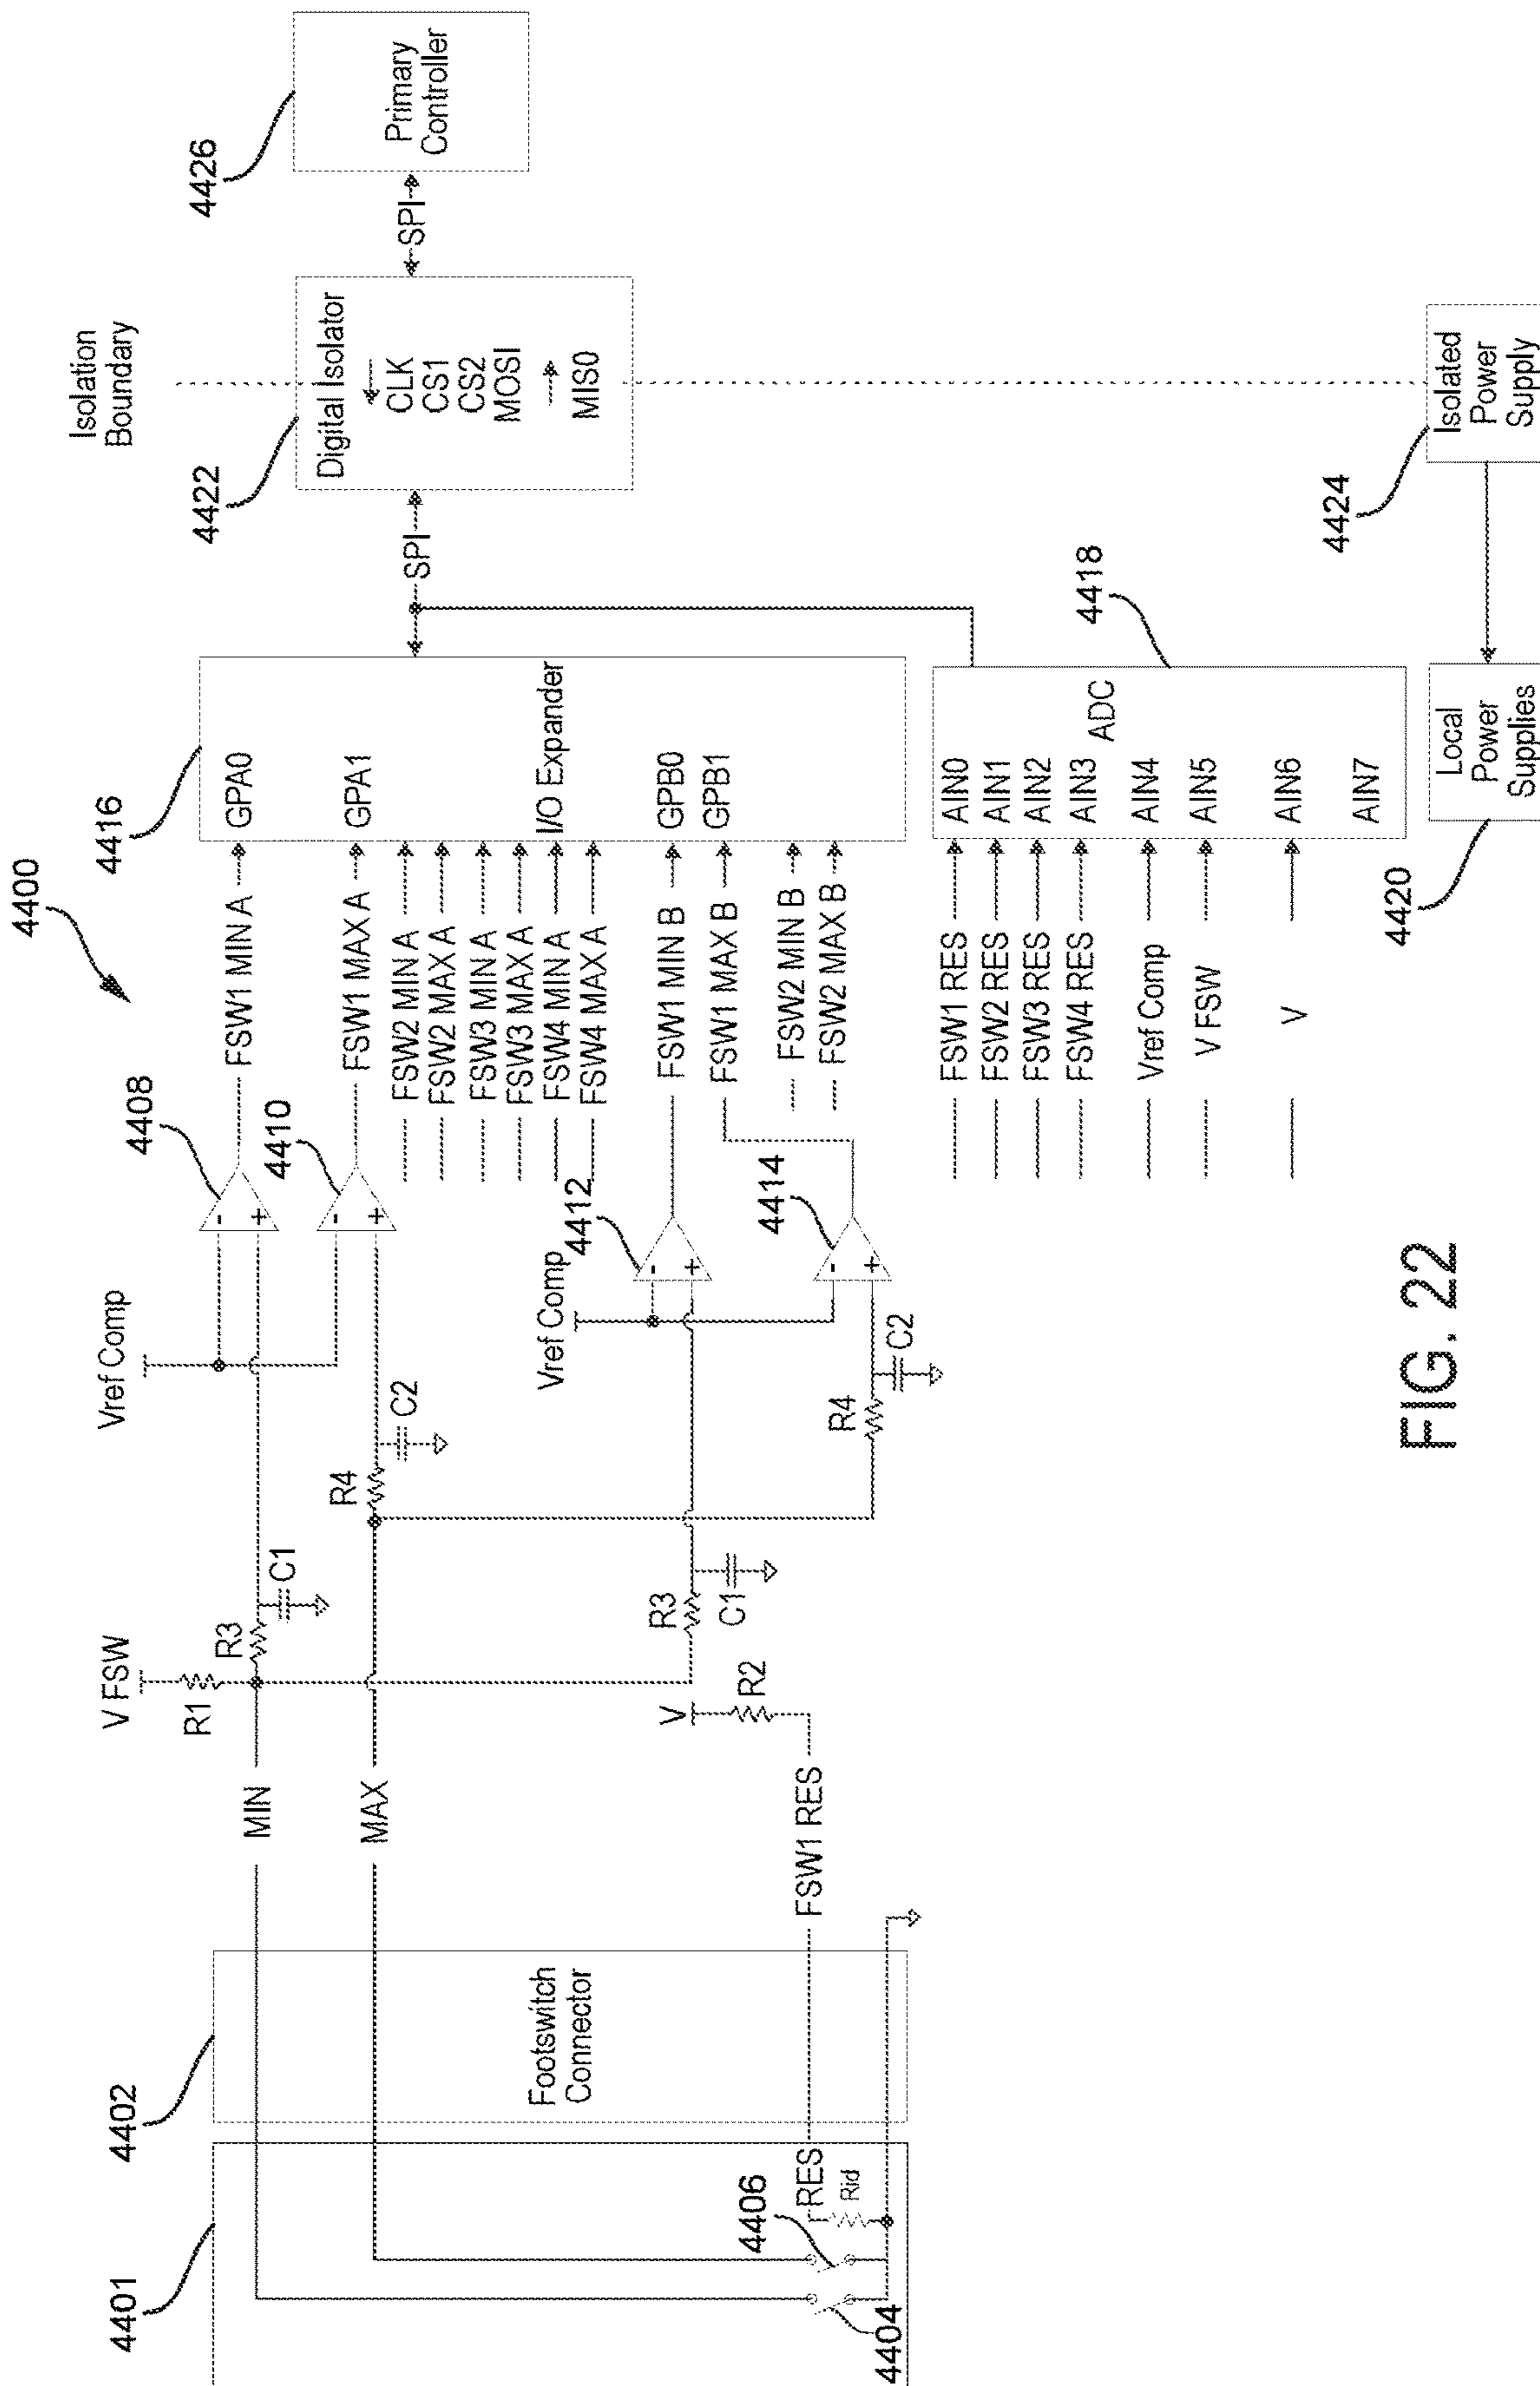 4400
4401
4402
Footswitch
Connector
4404
4406
RES
Rid
MIN
MAX
FSW1 RES
V FSW
R1
R3
C1
V
R2
R3
C1
R4
C2
Vref Comp
Vref Comp
R4
C2
4408
-
+
4410
-
+
4412
-
+
4414
-
+
FSW1 MIN A
FSW1 MAX A
FSW2 MIN A
FSW2 MAX A
FSW3 MIN A
FSW3 MAX A
FSW4 MIN A
FSW4 MAX A
FSW1 MIN B
FSW1 MAX B
FSW2 MIN B
FSW2 MAX B
4416
GPA0
GPA1
I/O Expander
GPB0
GPB1
FSW1 RES
FSW2 RES
FSW3 RES
FSW4 RES
Vref Comp
V FSW
V
AIN0
AIN1
AIN2
AIN3
AIN4
AIN5
AIN6
AIN7
ADC
4418
Local
Power
Supplies
4420
SPI
Isolation
Boundary
4422
Digital Isolator
CLK
CS1
CS2
MOSI
MIS0
SPI
4426
Primary
Controller
4424
Isolated
Power
Supply
FIG. 22